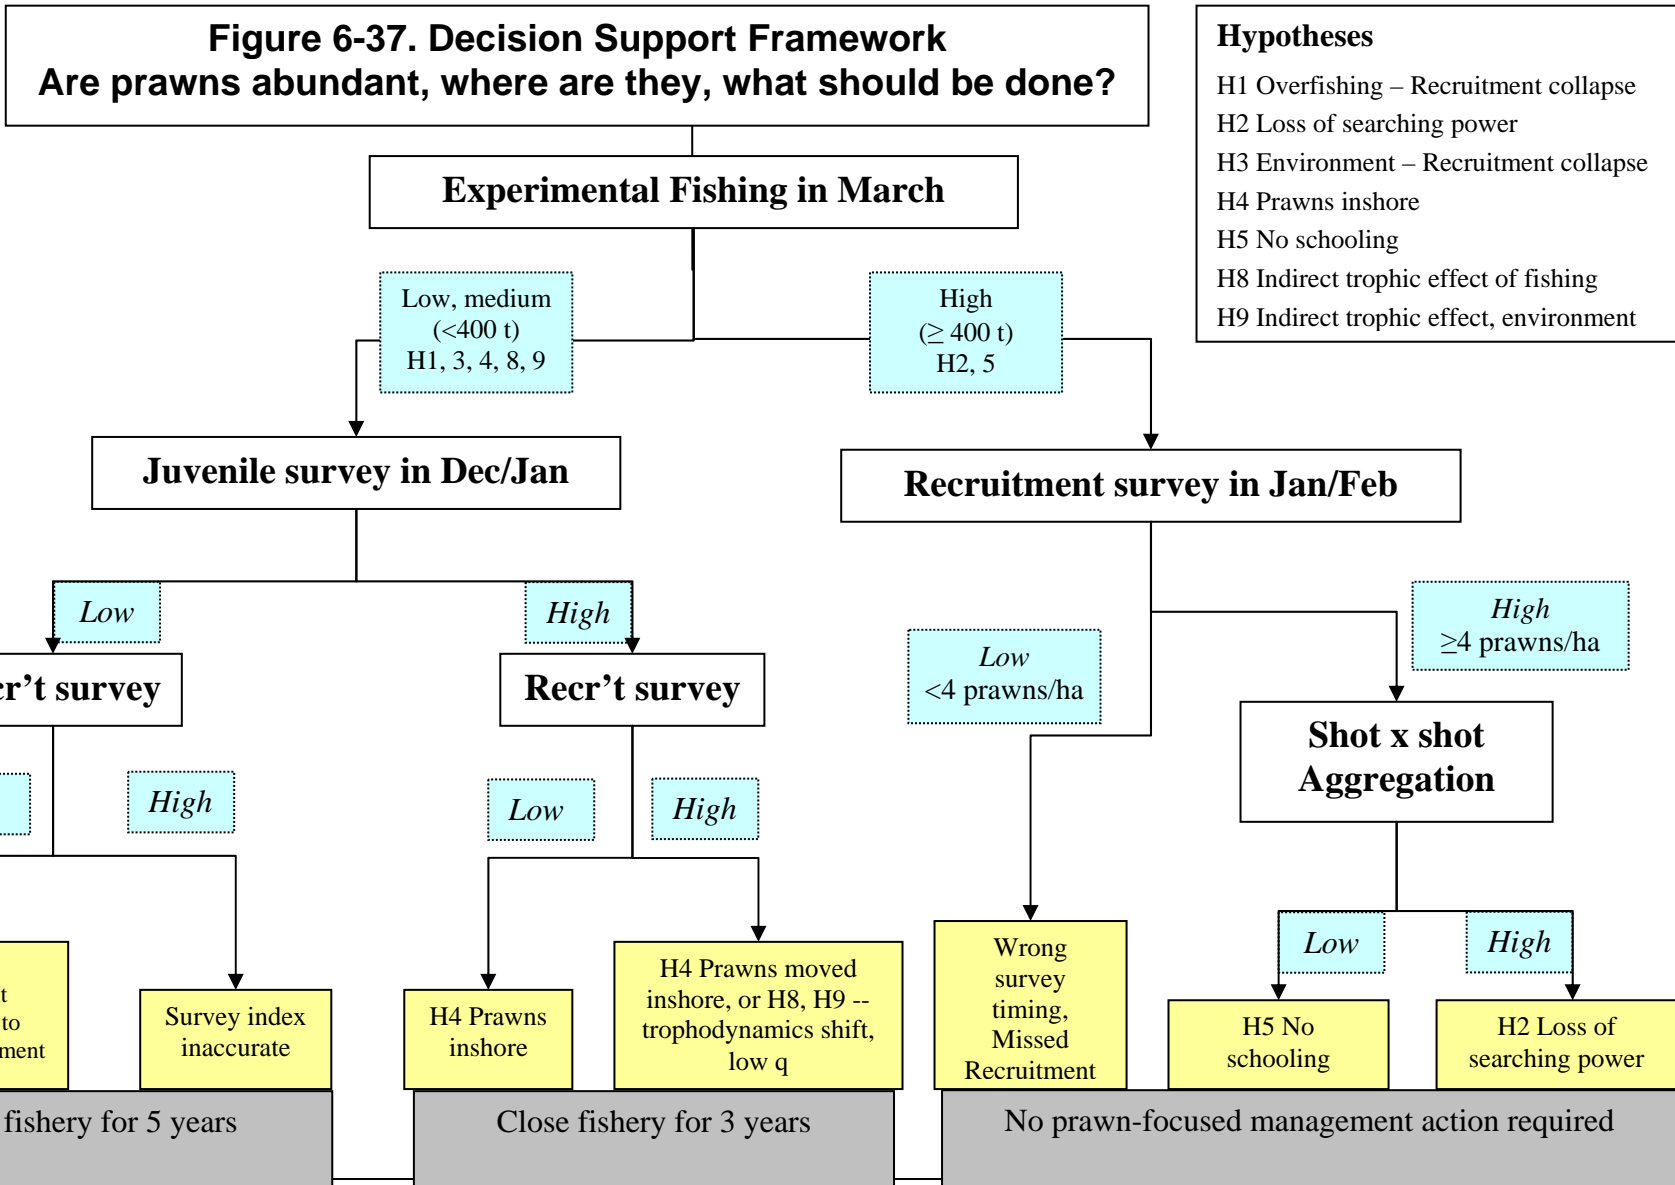 Figure 6-37. Decision Support Framework
Are prawns abundant, where are they, what should be done?
Hypotheses
H1 Overfishing – Recruitment collapse
H2 Loss of searching power
H3 Environment – Recruitment collapse
H4 Prawns inshore
H5 No schooling
H8 Indirect trophic effect of fishing
H9 Indirect trophic effect, environment
Experimental Fishing in March
Low, medium
(<400 t)
H1, 3, 4, 8, 9
High
(≥ 400 t)
H2, 5
Juvenile survey in Dec/Jan
Recruitment survey in Jan/Feb
Low
High
Low
<4 prawns/ha
High
≥4 prawns/ha
survey
Recr’t survey
Shot x shot
Aggregation
High
Low
High
Low
High
to
Survey index
inaccurate
H4 Prawns
inshore
H4 Prawns moved
inshore, or H8, H9 --
trophodynamics shift,
low q
Wrong
survey
timing,
Missed
Recruitment
H5 No
schooling
H2 Loss of
searching power
fishery for 5 years
Close fishery for 3 years
No prawn-focused management action required